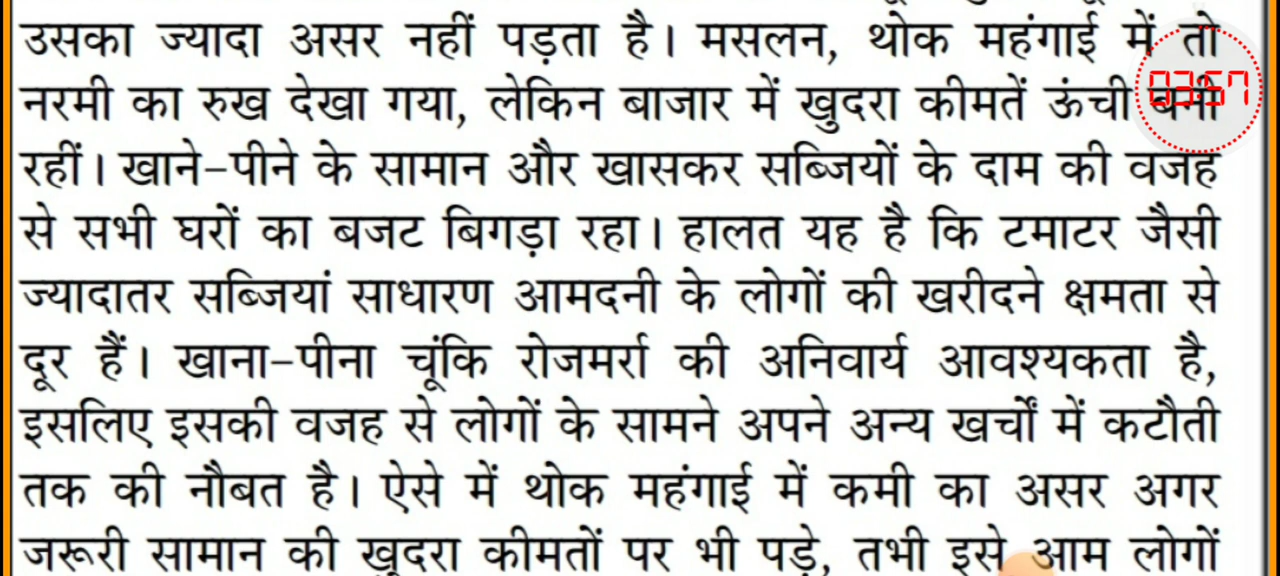 उसका ज्यादा असर नहीं पड़ता है। मसलन, थोक महंगाई में तो
नरमी का रुख देखा गया, लेकिन बाजार में खुदरा कीमतें ऊंची बनी
03:57
रहीं। खाने-पीने के सामान और खासकर सब्जियों के दाम की वजह
से सभी घरों का बजट बिगड़ा रहा। हालत यह है कि टमाटर जैसी
ज्यादातर सब्जियां साधारण आमदनी के लोगों की खरीदने क्षमता से
दूर हैं। खाना-पीना चूंकि रोजमर्रा की अनिवार्य आवश्यकता है,
इसलिए इसकी वजह से लोगों के सामने अपने अन्य खर्चों में कटौती
तक की नौबत है। ऐसे में थोक महंगाई में कमी का असर अगर
जरूरी सामान की खुदरा कीमतों पर भी पड़े, तभी इसे आम लोगों